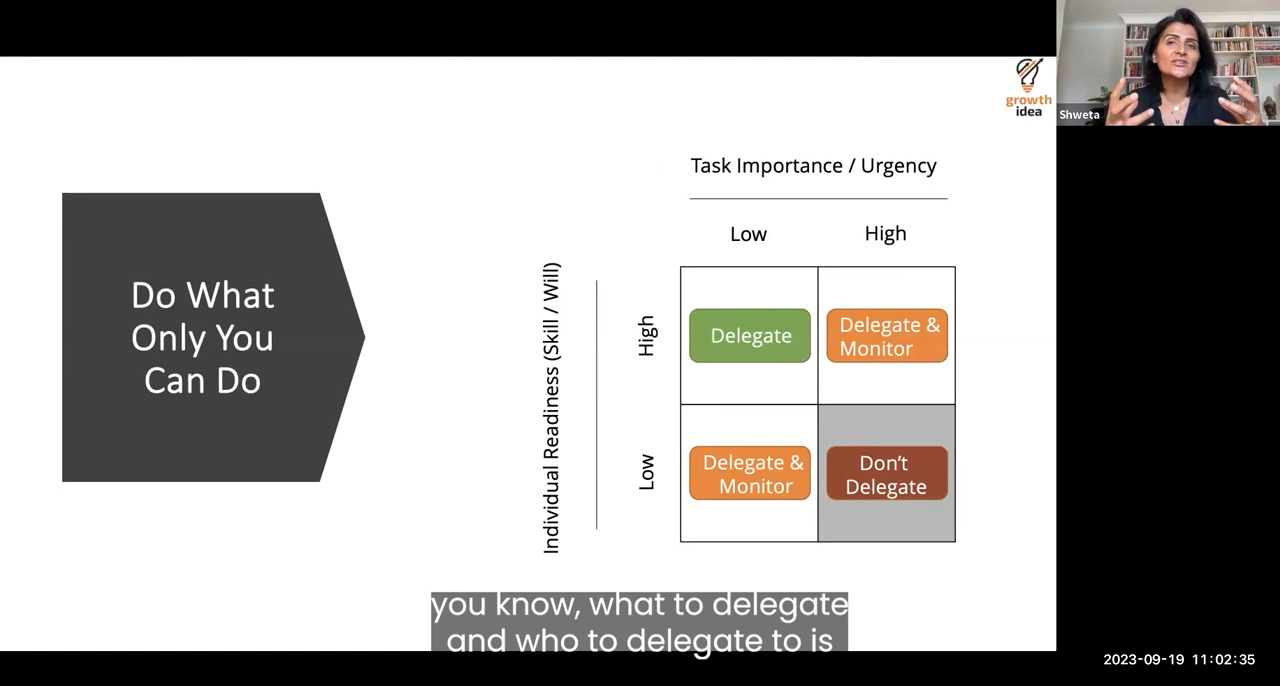 growth
idea
Shweta
Task Importance / Urgency
Low
High
Do What
Only You
Can Do
Individual Readiness (Skill / Will)
High
Low
Delegate
Delegate &
Monitor
Delegate &
Monitor
Don't
Delegate
you know, what to delegate
and who to delegate to is
2023-09-19 11:02:35